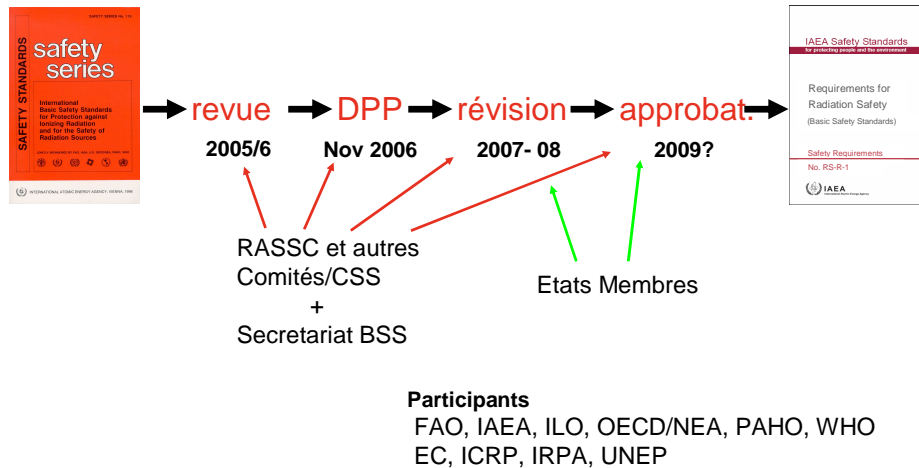 SAFETY SERIES No. 115
SAFETY STANDARDS
safety
series
International
Basic Safety Standards
for Protection against
Ionizing Radiation
and for the Safety of
Radiation Sources
INTERNATIONAL ATOMIC ENERGY AGENCY, VIENNA, 1996
revue
DPP
révision
approbat.
2005/6
Nov 2006
2007- 08
2009?
IAEA Safety Standards
for protecting people and the environment
Requirements for
Radiation Safety
(Basic Safety Standards)
Safety Requirements
No. RS-R-1
IAEA
International Atomic Energy Agency
RASSC et autres
Comités/CSS
+
Secretariat BSS
Etats Membres
Participants
FAO, IAEA, ILO, OECD/NEA, PAHO, WHO
EC, ICRP, IRPA, UNEP